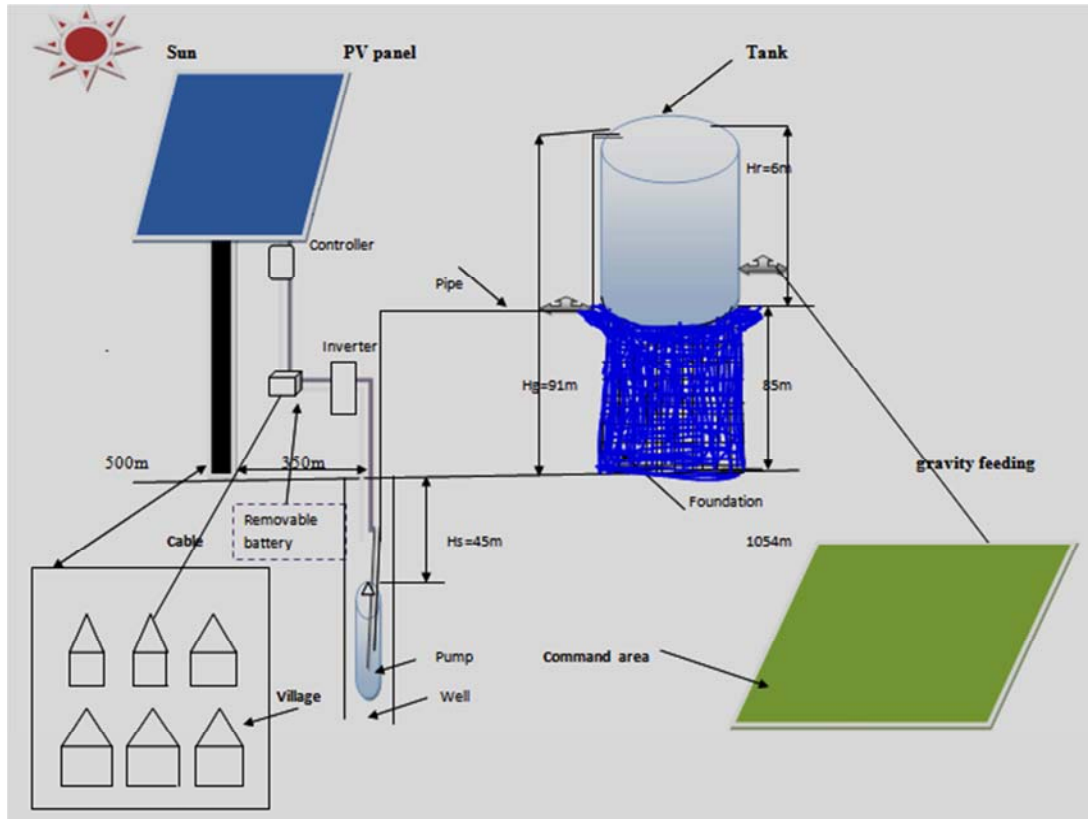 Sun
PV panel
Tank
Hr=6m
Controller
Pipe
Inverter
Hg=91m
85m
500m
350m
gravity feeding
Foundation
Removable
battery
Cable
Hs=45m
1054m
Pump
Command area
Village
Well